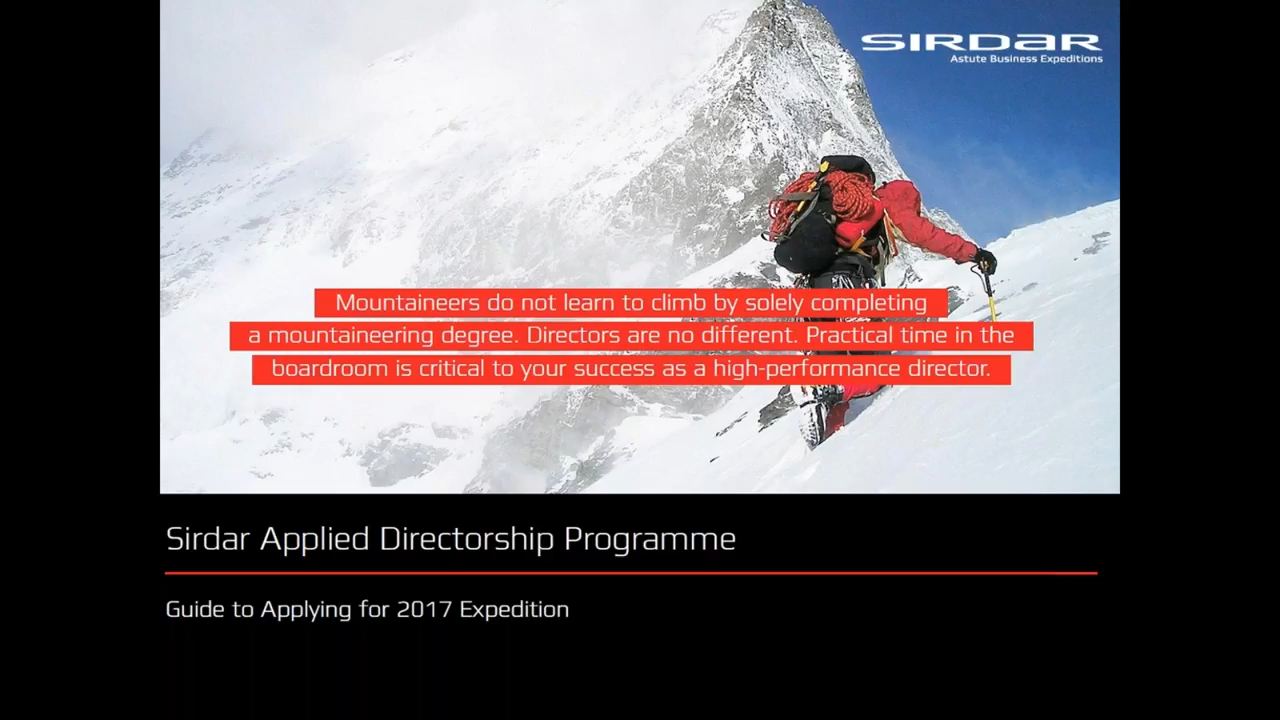 SIRDAR
Astute Business Expeditions
Mountaineers do not learn to climb by solely completing
a mountaineering degree. Directors are no different. Practical time in the
boardroom is critical to your success as a high-performance director.
Sirdar Applied Directorship Programme
Guide to Applying for 2017 Expedition